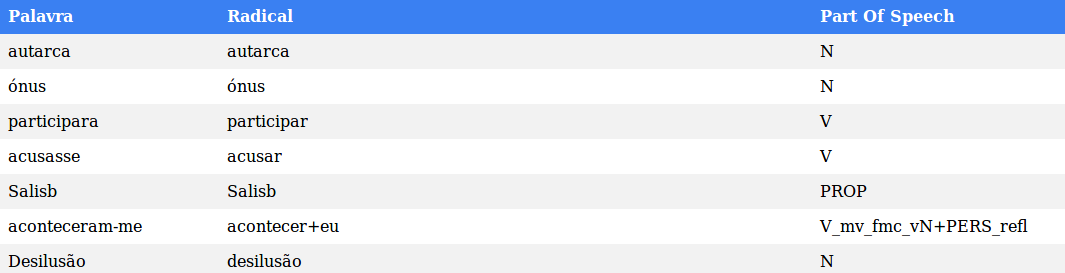 Palavra Radical Part Of Speech
autarca autarca N
ónus ónus N
participara participar V
acusasse acusar V
Salisb Salisb PROP
aconteceram-me acontecer+eu V_mv_fmc_vN+PERS_refl
Desilusão desilusão N